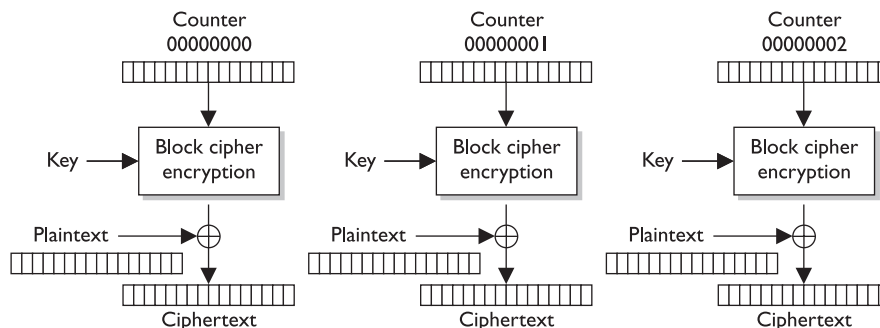 Counter
00000000
Counter
00000001
Counter
00000002
Key
Block cipher
encryption
Key
Block cipher
encryption
Key
Block cipher
encryption
Plaintext
Plaintext
Plaintext
Ciphertext
Ciphertext
Ciphertext